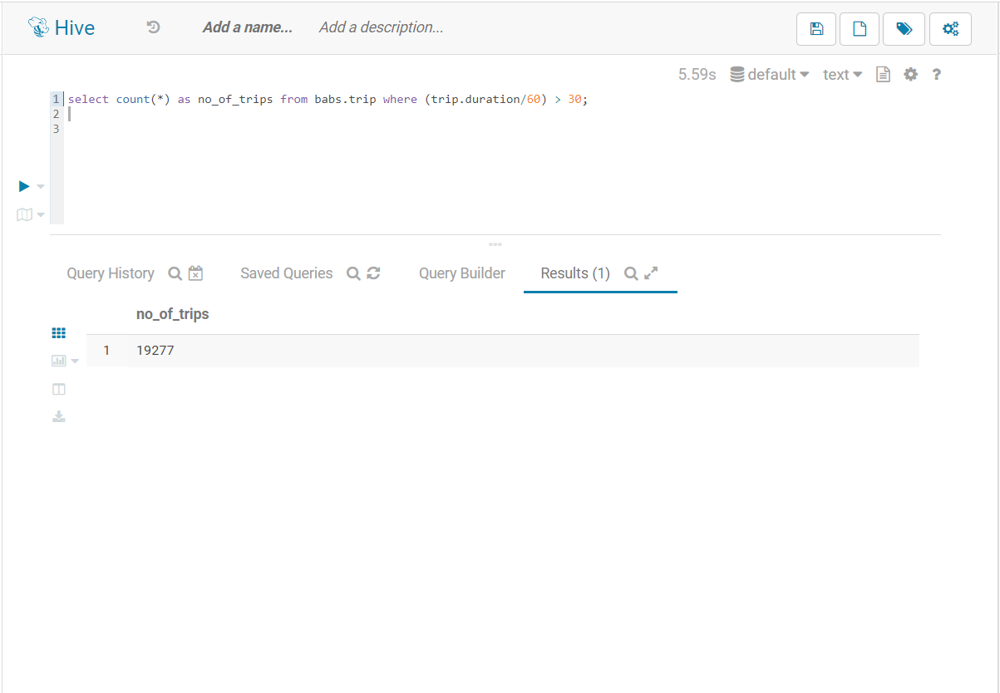 Hive Add a name... Add a description...
5.59s default text ?
1 select count(*) as no_of_trips from babs.trip where (trip.duration/60) > 30;
2
3
Query History Saved Queries Query Builder Results (1)
no_of_trips
1 19277